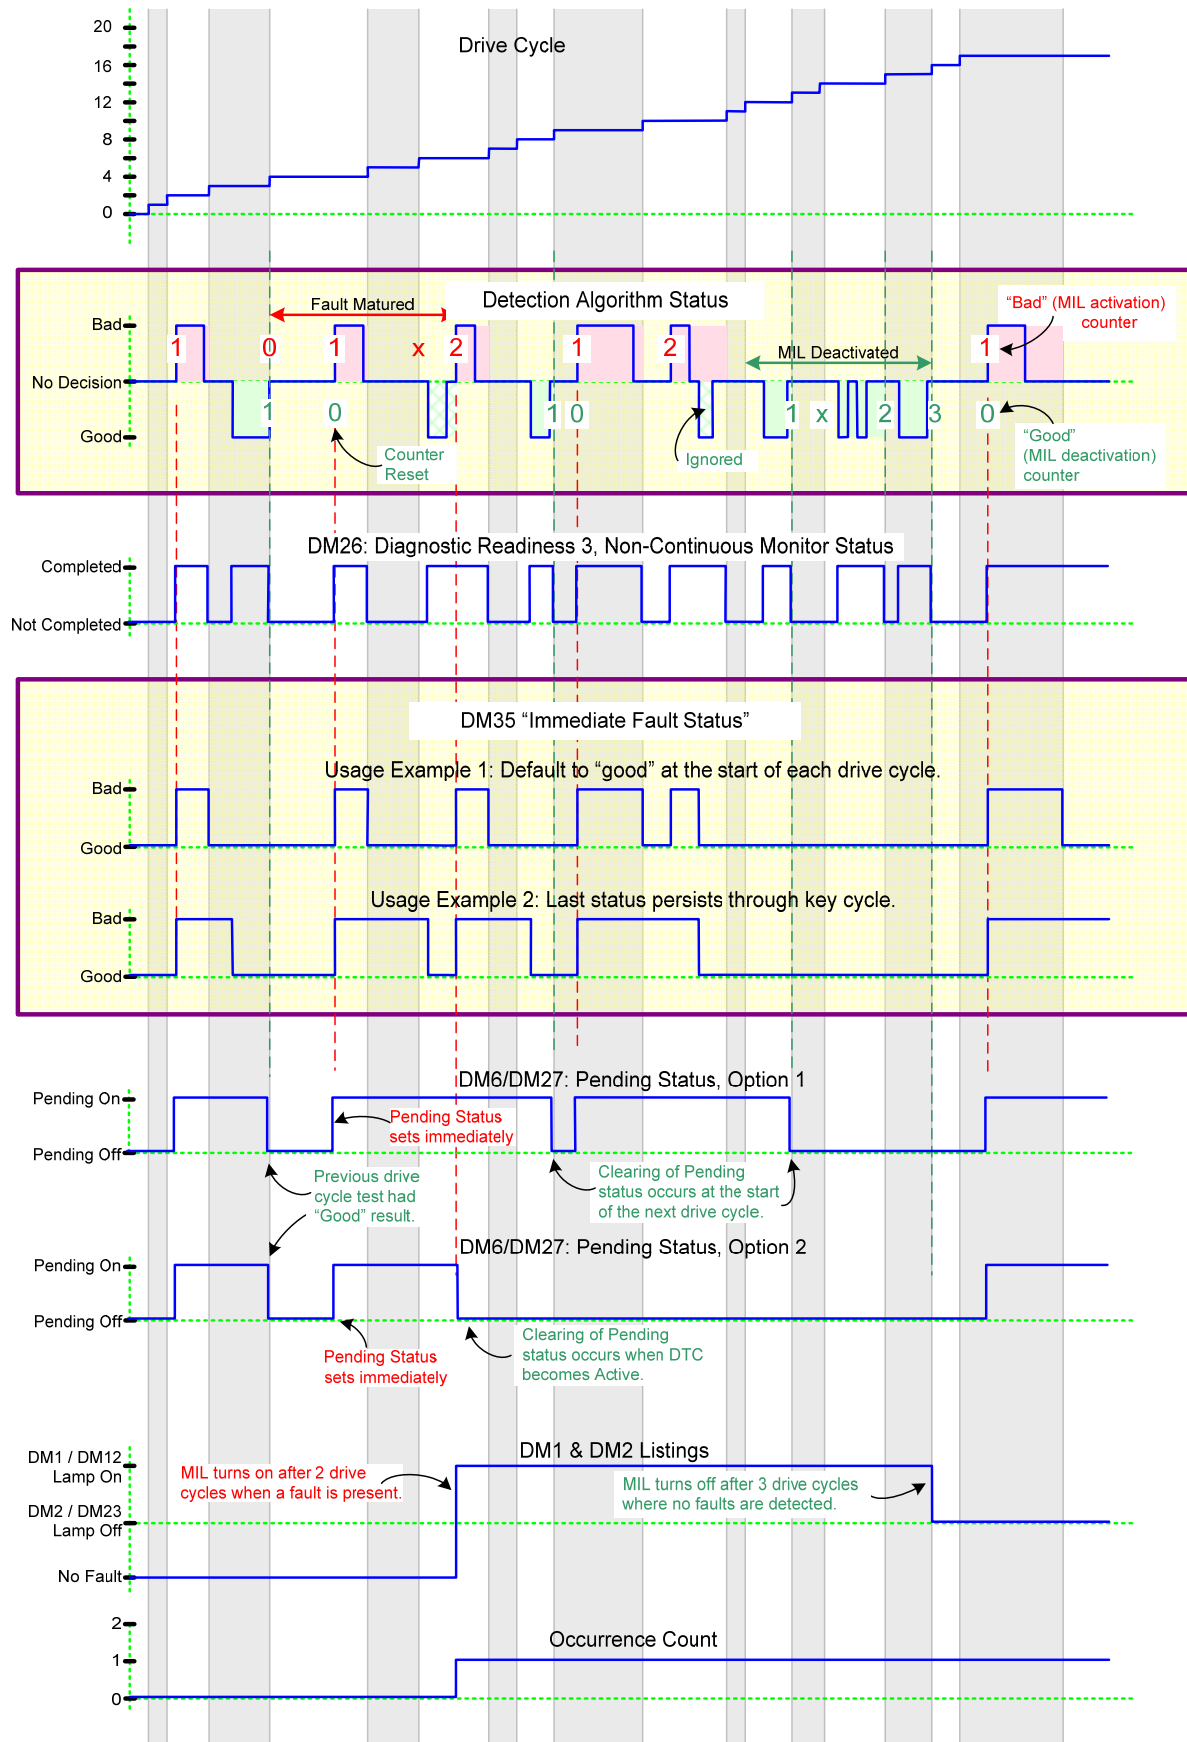 20
16
12
8
4
0
Drive Cycle
Fault Matured
Detection Algorithm Status
"Bad" (MIL activation)
counter
Bad
No Decision
Good
1
0
1
x
2
1
2
1
MIL Deactivated
1
0
1
0
1
x
2
3
0
Counter
Reset
Ignored
"Good"
(MIL deactivation)
counter
DM26: Diagnostic Readiness 3, Non-Continuous Monitor Status
Completed
Not Completed
DM35 "Immediate Fault Status"
Usage Example 1: Default to "good" at the start of each drive cycle.
Bad
Good
Usage Example 2: Last status persists through key cycle.
Bad
Good
DM6/DM27: Pending Status, Option 1
Pending On
Pending Off
Pending Status
sets immediately
Previous drive
cycle test had
"Good" result.
Clearing of Pending
status occurs at the start
of the next drive cycle.
DM6/DM27: Pending Status, Option 2
Pending On
Pending Off
Pending Status
sets immediately
Clearing of Pending
status occurs when DTC
becomes Active.
DM1 & DM2 Listings
DM1 / DM12
Lamp On
DM2 / DM23
Lamp Off
No Fault
MIL turns on after 2 drive
cycles when a fault is present.
MIL turns off after 3 drive cycles
where no faults are detected.
Occurrence Count
2
1
0